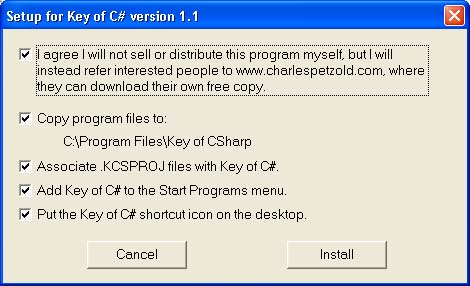 Setup for Key of C# version 1.1
I agree I will not sell or distribute this program myself, but I will
instead refer interested people to www.charlespetzold.com, where
they can download their own free copy.
Copy program files to:
C:\Program Files\Key of CSharp
Associate .KCSPROJ files with Key of C#.
Add Key of C# to the Start Programs menu.
Put the Key of C# shortcut icon on the desktop.
Cancel
Install